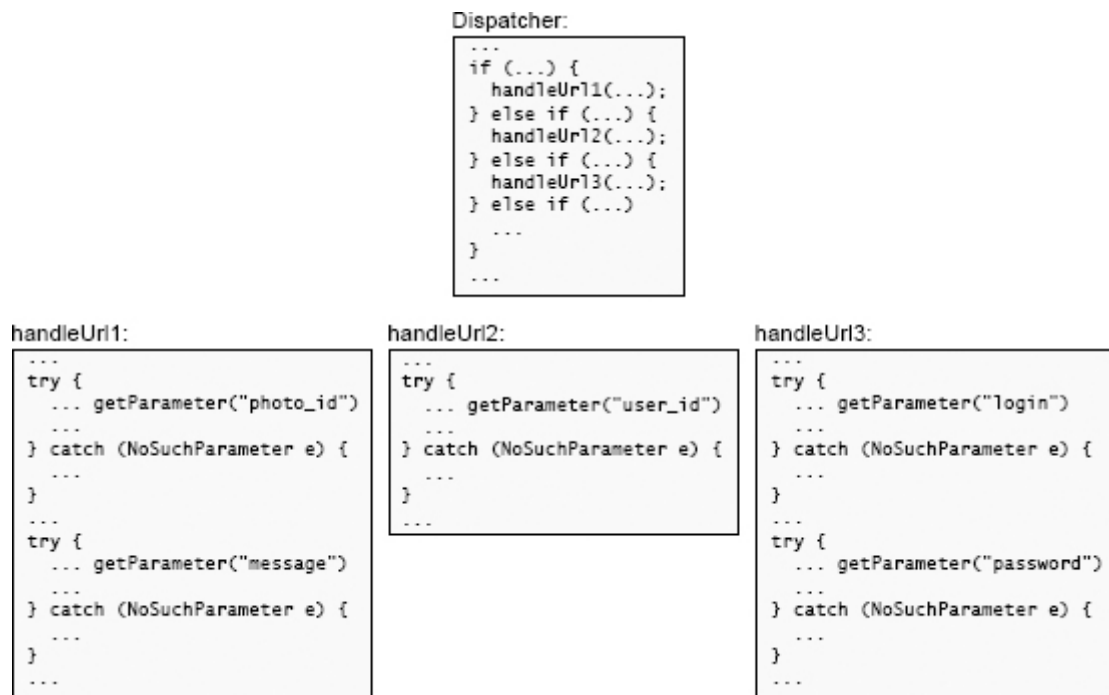 Dispatcher:
...
if (...) {
  handleUrl1(...);
} else if (...) {
  handleUrl2(...);
} else if (...) {
  handleUrl3(...);
} else if (...)
  ...
}
...
handleUrl1:
...
try {
  ... getParameter("photo_id")
  ...
} catch (NoSuchParameter e) {
  ...
}
...
try {
  ... getParameter("message")
  ...
} catch (NoSuchParameter e) {
  ...
}
...
handleUrl2:
...
try {
  ... getParameter("user_id")
  ...
} catch (NoSuchParameter e) {
  ...
}
...
handleUrl3:
...
try {
  ... getParameter("login")
  ...
} catch (NoSuchParameter e) {
  ...
}
...
try {
  ... getParameter("password")
  ...
} catch (NoSuchParameter e) {
  ...
}
...